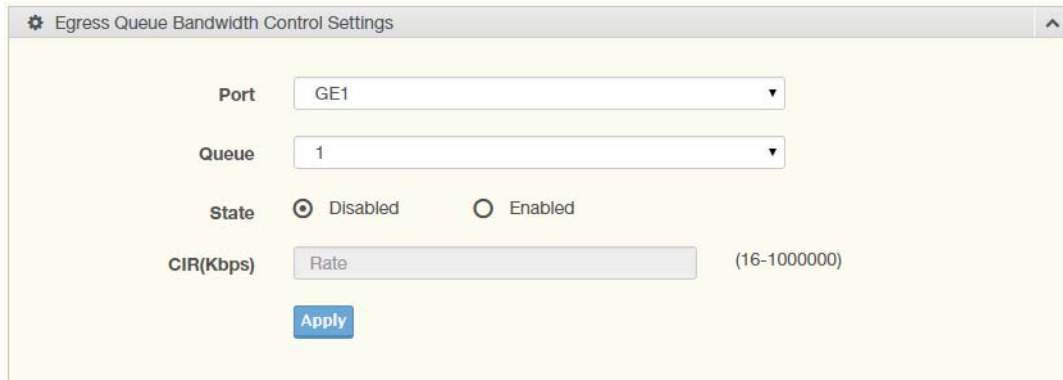 Egress Queue Bandwidth Control Settings
Port GE1
Queue 1
State Disabled Enabled
CIR(Kbps) Rate (16-1000000)
Apply